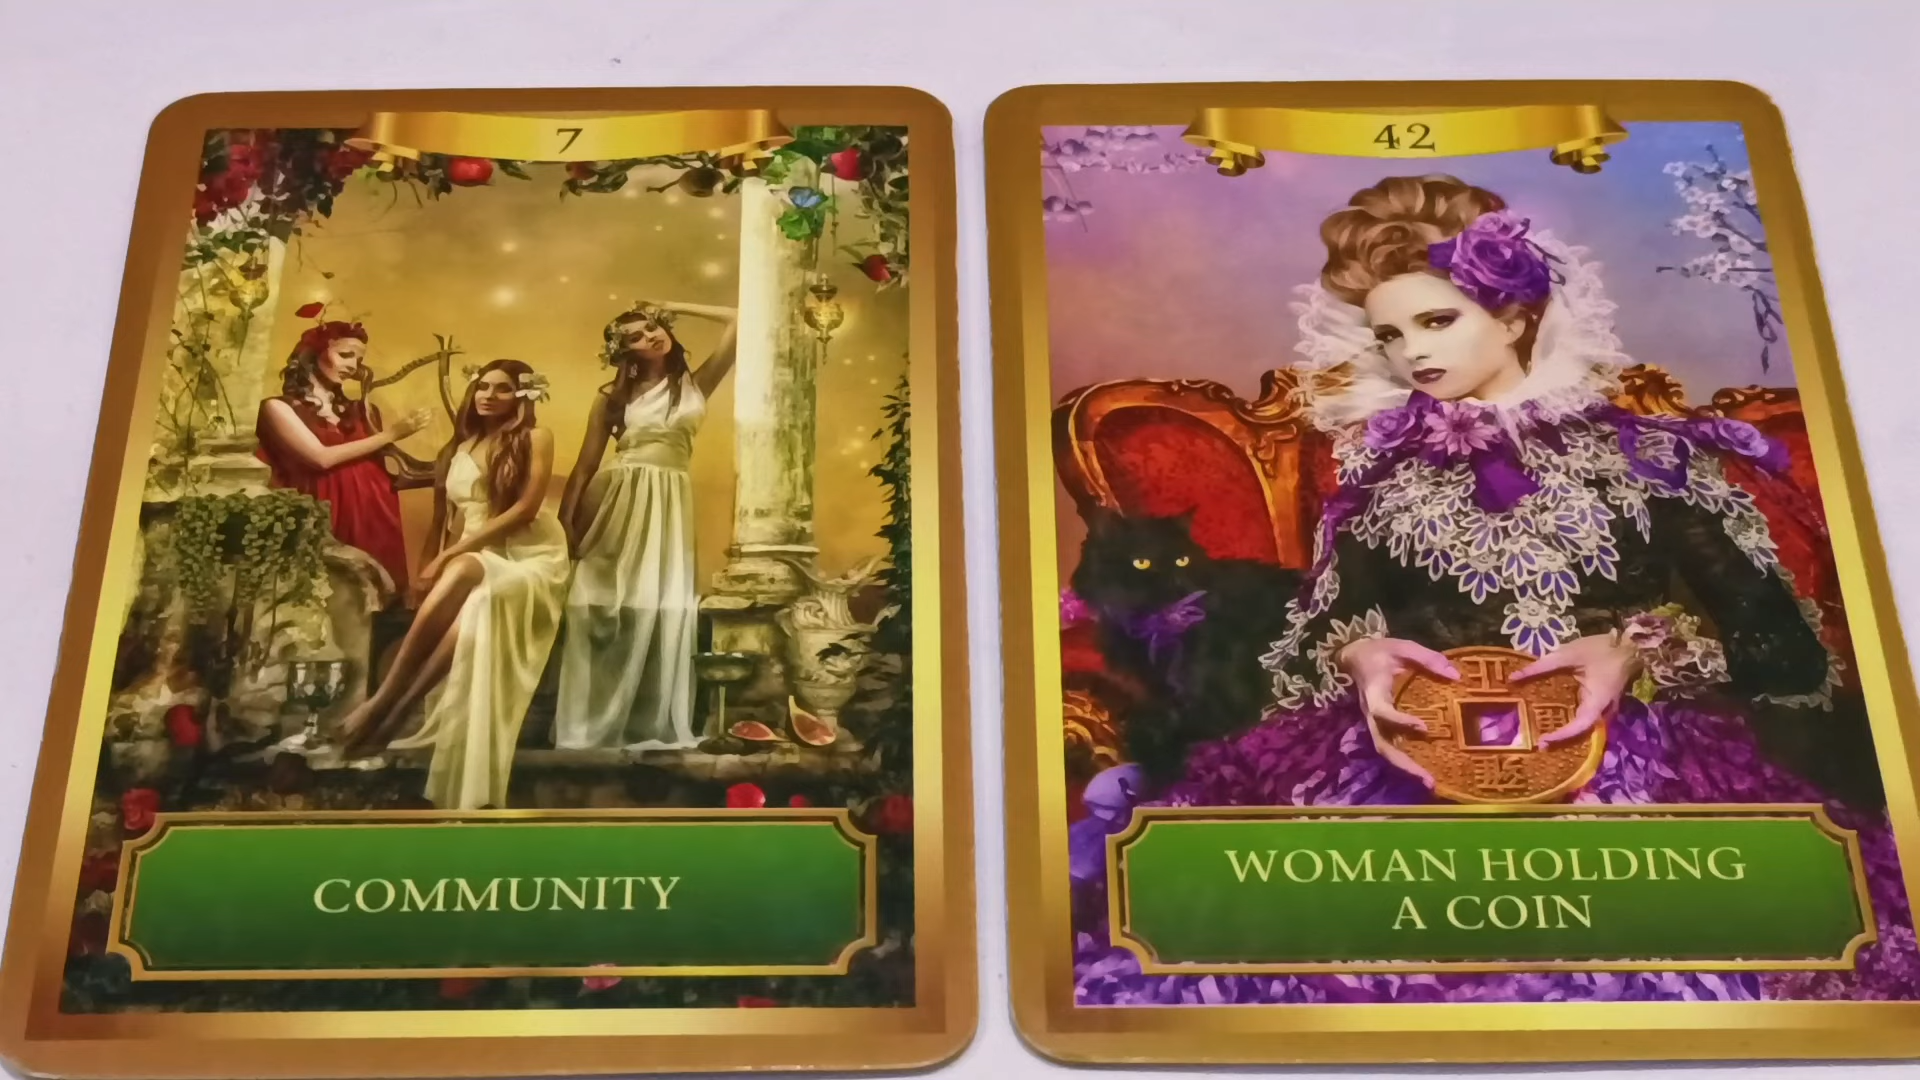 7
COMMUNITY
42
WOMAN HOLDING
A COIN